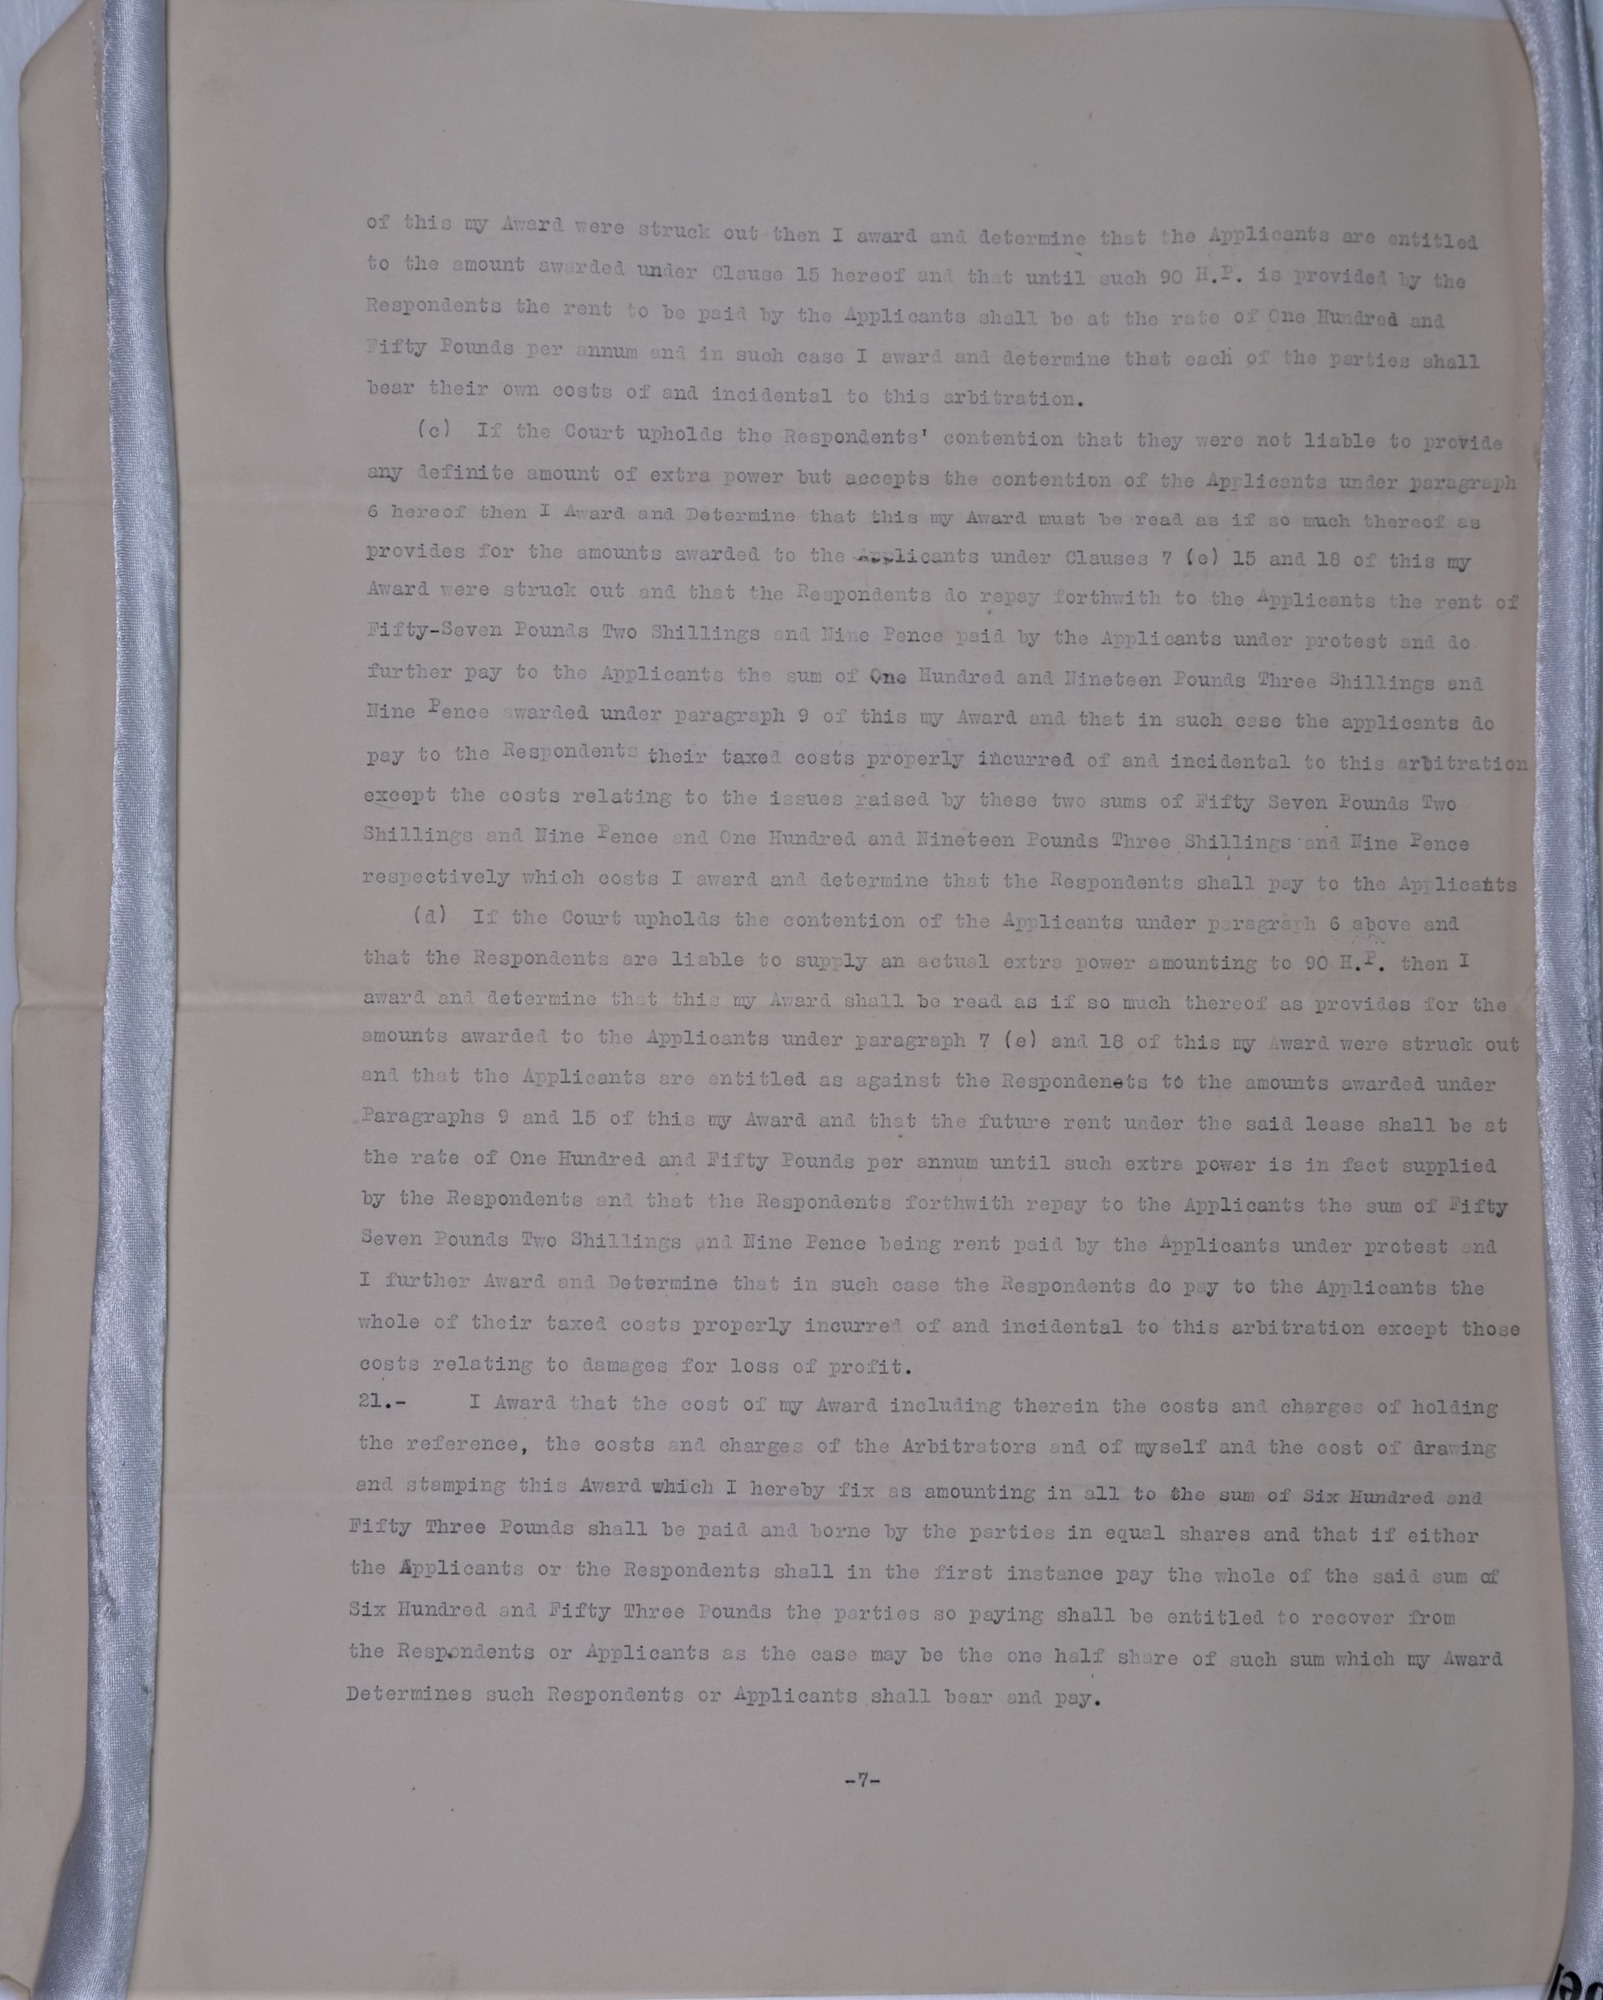 of this my Award were struck out then I award and determine that the Applicants are entitled
to the amount awarded under Clause 15 hereof and that until such 90 H.P. is provided by the
Respondents the rent to be paid by the Applicants shall be at the rate of One Hundred and
Fifty Pounds per annum and in such case I award and determine that each of the parties shall
bear their own costs of and incidental to this arbitration.
(c) If the Court upholds the Respondents' contention that they were not liable to provide
any definite amount of extra power but accepts the contention of the Applicants under paragraph
6 hereof then I Award and Determine that this my Award must be read as if so much thereof as
provides for the amounts awarded to the Applicants under Clauses 7 (e) 15 and 18 of this my
Award were struck out and that the Respondents do repay forthwith to the Applicants the rent of
Fifty-Seven Pounds Two Shillings and Nine Pence paid by the Applicants under protest and do
further pay to the Applicants the sum of One Hundred and Nineteen Pounds Three Shillings and
Nine Pence awarded under paragraph 9 of this my Award and that in such case the applicants do
pay to the Respondents their taxed costs properly incurred of and incidental to this arbitration
except the costs relating to the issues raised by these two sums of Fifty Seven Pounds Two
Shillings and Nine Pence and One Hundred and Nineteen Pounds Three Shillings and Nine Pence
respectively which costs I award and determine that the Respondents shall pay to the Applicants
(d) If the Court upholds the contention of the Applicants under paragraph 6 above and
that the Respondents are liable to supply an actual extra power amounting to 90 H.P. then I
award and determine that this my Award shall be read as if so much thereof as provides for the
amounts awarded to the Applicants under paragraph 7 (e) and 18 of this my Award were struck out
and that the Applicants are entitled as against the Respondenets to the amounts awarded under
Paragraphs 9 and 15 of this my Award and that the future rent under the said lease shall be at
the rate of One Hundred and Fifty Pounds per annum until such extra power is in fact supplied
by the Respondents and that the Respondents forthwith repay to the Applicants the sum of Fifty
Seven Pounds Two Shillings and Nine Pence being rent paid by the Applicants under protest and
I further Award and Determine that in such case the Respondents do pay to the Applicants the
whole of their taxed costs properly incurred of and incidental to this arbitration except those
costs relating to damages for loss of profit.
21.- I Award that the cost of my Award including therein the costs and charges of holding
the reference, the costs and charges of the Arbitrators and of myself and the cost of drawing
and stamping this Award which I hereby fix as amounting in all to the sum of Six Hundred and
Fifty Three Pounds shall be paid and borne by the parties in equal shares and that if either
the Applicants or the Respondents shall in the first instance pay the whole of the said sum of
Six Hundred and Fifty Three Pounds the parties so paying shall be entitled to recover from
the Respondents or Applicants as the case may be the one half share of such sum which my Award
Determines such Respondents or Applicants shall bear and pay.
-7-